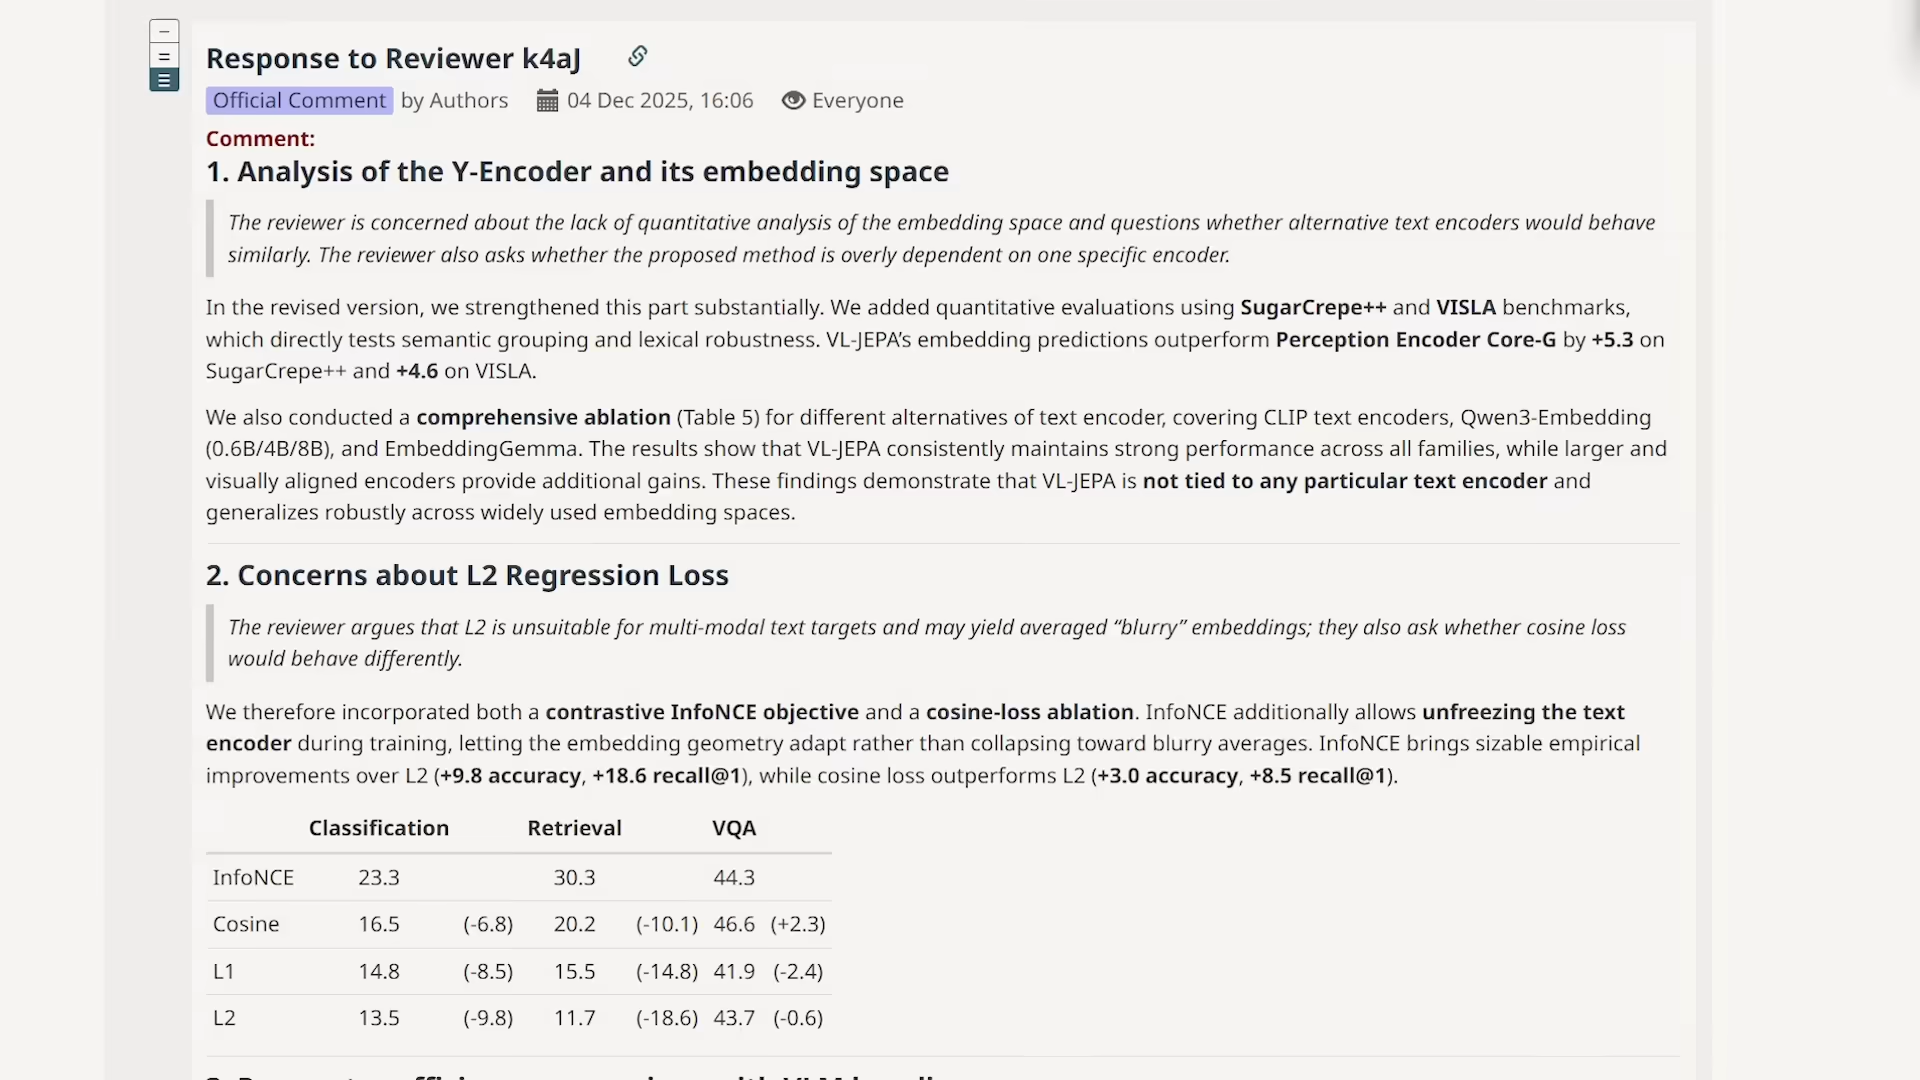 Response to Reviewer k4aJ
Official Comment by Authors 04 Dec 2025, 16:06 Everyone
Comment:
1. Analysis of the Y-Encoder and its embedding space
The reviewer is concerned about the lack of quantitative analysis of the embedding space and questions whether alternative text encoders would behave
similarly. The reviewer also asks whether the proposed method is overly dependent on one specific encoder.
In the revised version, we strengthened this part substantially. We added quantitative evaluations using SugarCrepe++ and VISLA benchmarks,
which directly tests semantic grouping and lexical robustness. VL-JEPA’s embedding predictions outperform Perception Encoder Core-G by +5.3 on
SugarCrepe++ and +4.6 on VISLA.
We also conducted a comprehensive ablation (Table 5) for different alternatives of text encoder, covering CLIP text encoders, Qwen3-Embedding
(0.6B/4B/8B), and EmbeddingGemma. The results show that VL-JEPA consistently maintains strong performance across all families, while larger and
visually aligned encoders provide additional gains. These findings demonstrate that VL-JEPA is not tied to any particular text encoder and
generalizes robustly across widely used embedding spaces.
2. Concerns about L2 Regression Loss
The reviewer argues that L2 is unsuitable for multi-modal text targets and may yield averaged “blurry” embeddings; they also ask whether cosine loss
would behave differently.
We therefore incorporated both a contrastive InfoNCE objective and a cosine-loss ablation. InfoNCE additionally allows unfreezing the text
encoder during training, letting the embedding geometry adapt rather than collapsing toward blurry averages. InfoNCE brings sizable empirical
improvements over L2 (+9.8 accuracy, +18.6 recall@1), while cosine loss outperforms L2 (+3.0 accuracy, +8.5 recall@1).
Classification Retrieval VQA
InfoNCE 23.3 30.3 44.3
Cosine 16.5 (-6.8) 20.2 (-10.1) 46.6 (+2.3)
L1 14.8 (-8.5) 15.5 (-14.8) 41.9 (-2.4)
L2 13.5 (-9.8) 11.7 (-18.6) 43.7 (-0.6)